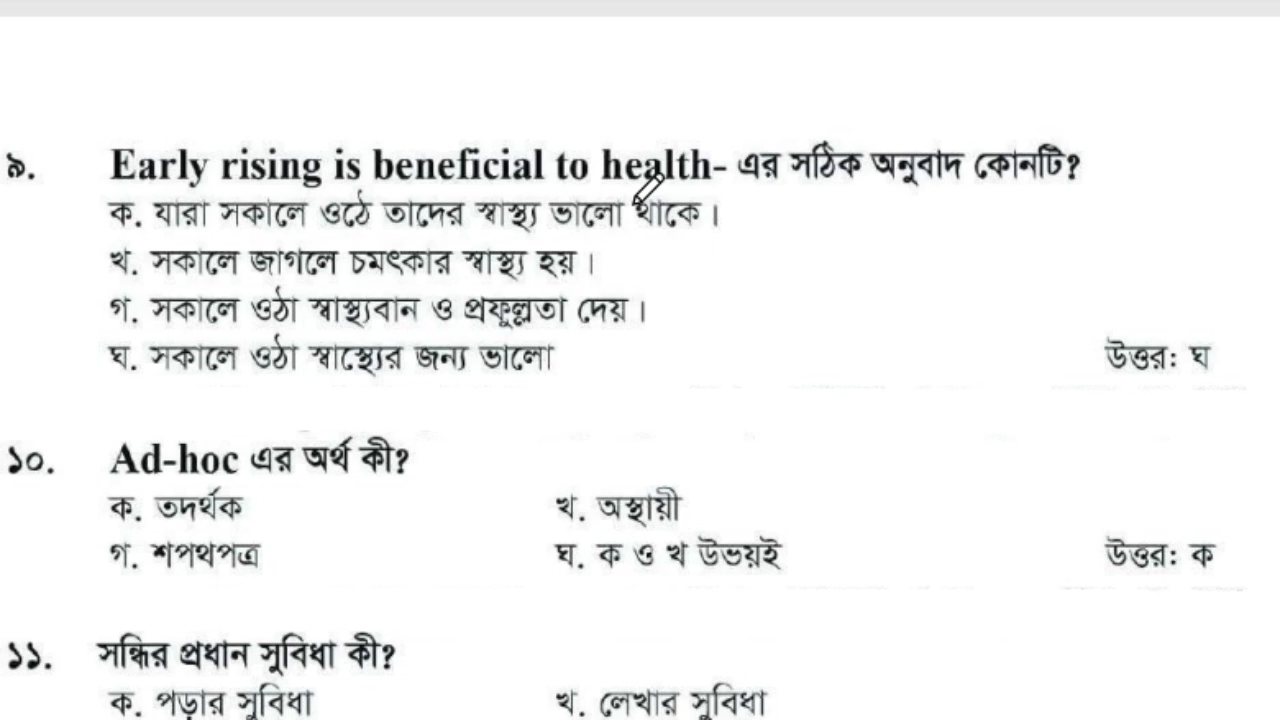 ৯. Early rising is beneficial to health- এর সঠিক অনুবাদ কোনটি?
ক. যারা সকালে ওঠে তাদের স্বাস্থ্য ভালো থাকে।
খ. সকালে জাগলে চমৎকার স্বাস্থ্য হয়।
গ. সকালে ওঠা স্বাস্থ্যবান ও প্রফুল্লতা দেয়।
ঘ. সকালে ওঠা স্বাস্থ্যের জন্য ভালো উত্তর: ঘ
১০. Ad-hoc এর অর্থ কী?
ক. তদর্থক খ. অস্থায়ী
গ. শপথপত্র ঘ. ক ও খ উভয়ই উত্তর: ক
১১. সন্ধির প্রধান সুবিধা কী?
ক. পড়ার সুবিধা খ. লেখার সুবিধা